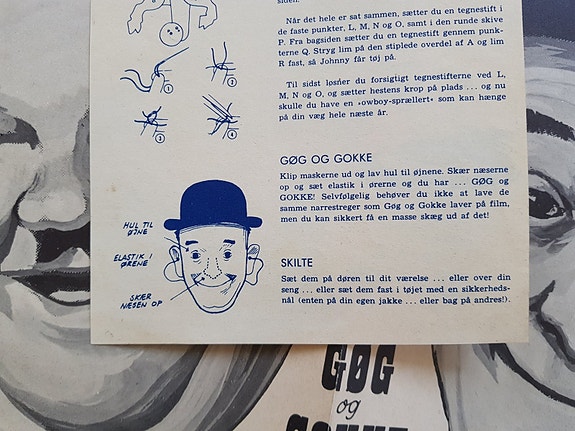 siden.
Når det hele er sat sammen, sætter du en tegnestift i
de faste punkter, L, M, N og O, samt i den runde skive
P. Fra bagsiden sætter du en tegnestift gennem punk-
terne Q. Stryg lim på den stiplede overdel af A og lim
R fast, så Johnny får tøj på.
Til sidst løsner du forsigtigt tegnestifterne ved L,
M, N og O, og sætter hestens krop på plads ... og nu
skulle du have en »owboy-sprællert« som kan hænge
på din væg hele næste år.
1
2
3
4
GØG OG GOKKE
Klip maskerne ud og lav hul til øjnene. Skær næserne
op og sæt elastik i ørerne og du har ... GØG og
GOKKE! Selvfølgelig behøver du ikke at lave de
samme narrestreger som Gøg og Gokke laver på film,
men du kan sikkert få en masse skæg ud af det!
HUL TIL
ØJNE
ELASTIK I
ØRENE
SKÆR
NÆSEN OP
SKILTE
Sæt dem på døren til dit værelse ... eller over din
seng ... eller sæt dem fast i tøjet med en sikkerheds-
nål (enten på din egen jakke ... eller bag på andres!).
GØG
og
GOKKE